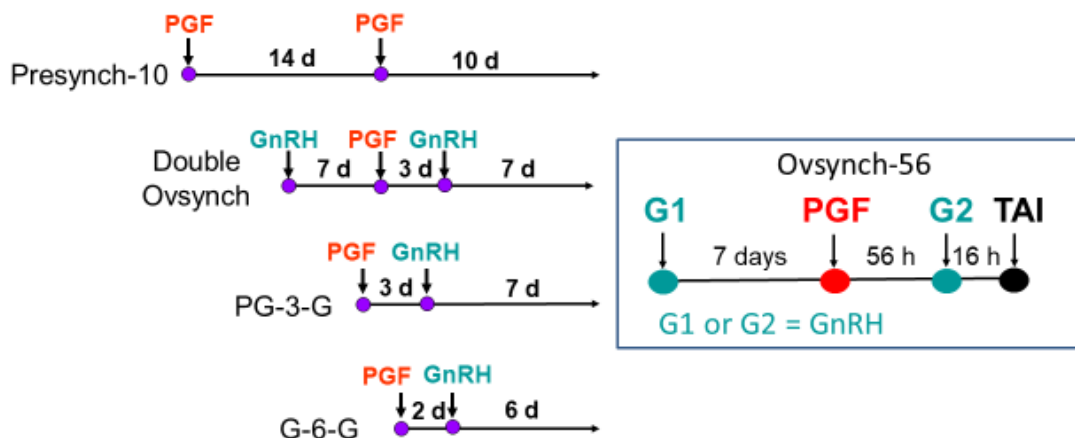 PGF PGF
14 d 10 d
Presynch-10
GnRH PGF GnRH
Double
Ovsynch
7 d 3 d 7 d
PGF GnRH
3 d 7 d
PG-3-G
PGF GnRH
2 d 6 d
G-6-G
Ovsynch-56
G1 PGF G2 TAI
7 days 56 h 16 h
G1 or G2 = GnRH